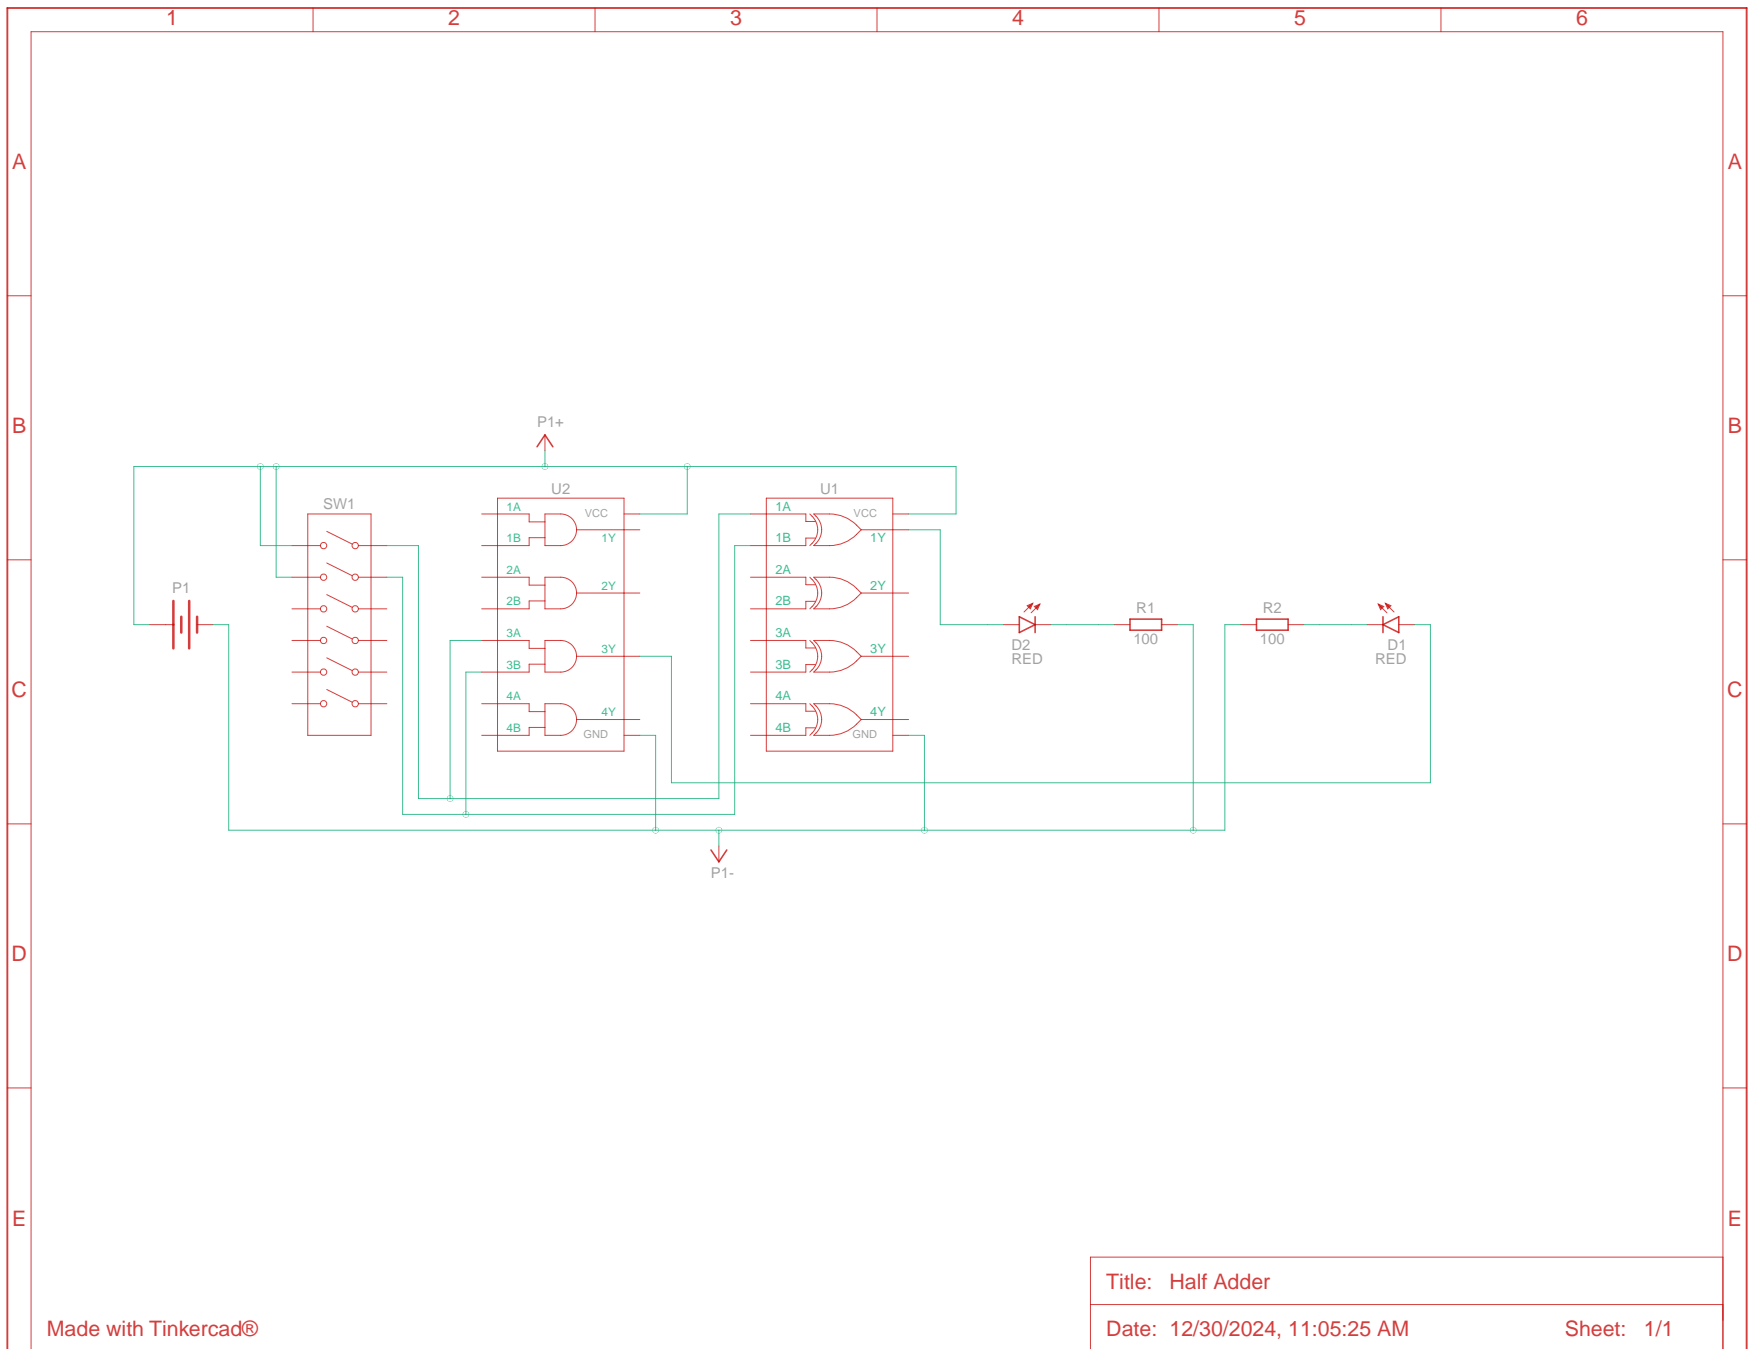 1 2 3 4 5 6
A A
B B
P1+
U2 U1
SW1
1A VCC 1A VCC
1B 1Y 1B 1Y
2A 2Y 2A 2Y
P1
2B 2B
R1 R2
3A 100 100
3Y 3A 3Y
D2 D1
RED RED
3B 3B
C C
4A 4Y 4A 4Y
4B GND 4B GND
P1-
D D
E E
Title: Half Adder
Made with Tinkercad®
Date: 12/30/2024, 11:05:25 AM Sheet: 1/1